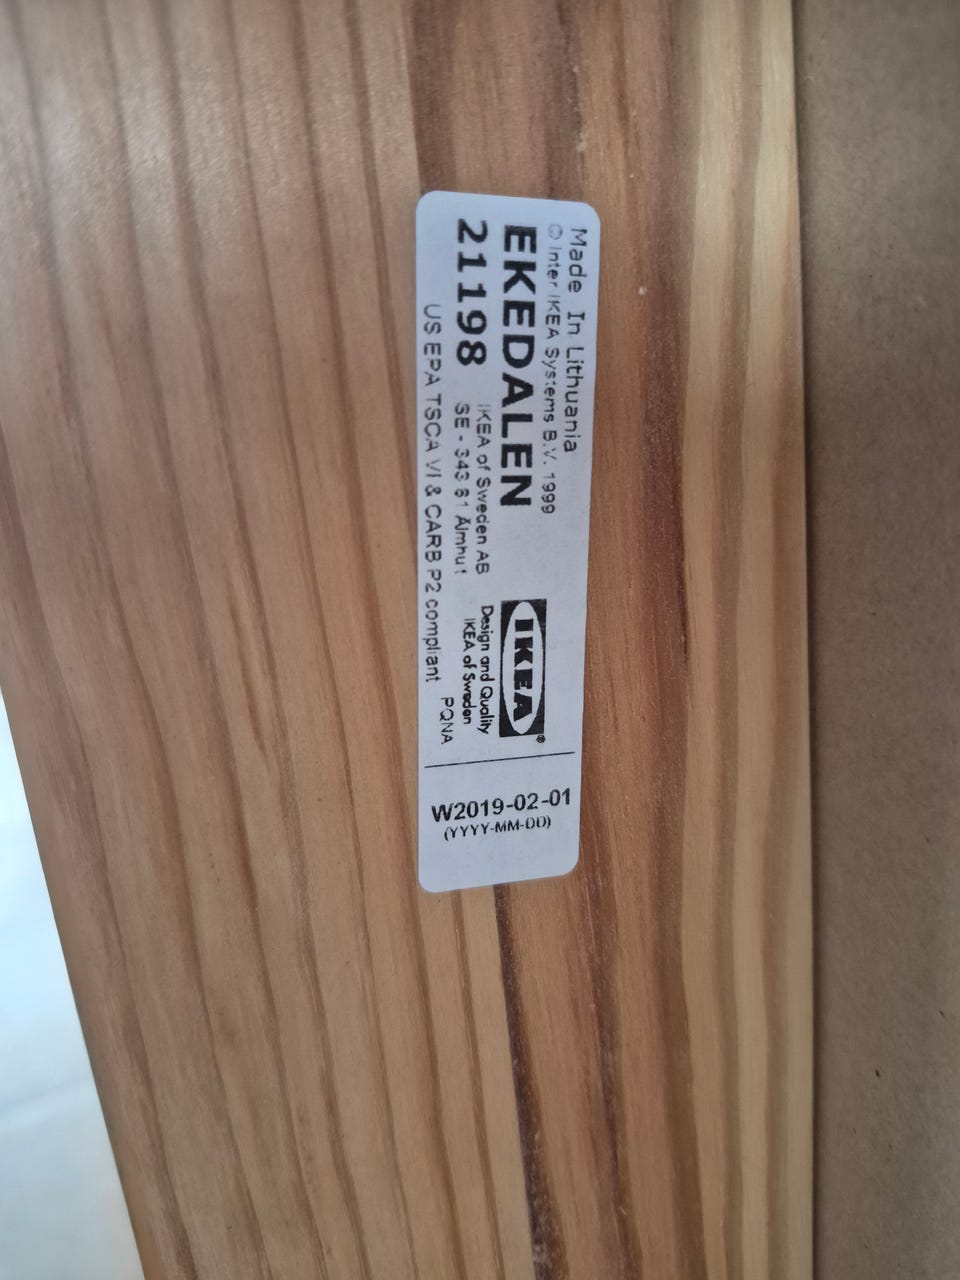 Made In Lithuania
© Inter IKEA Systems B.V. 1999
EKEDALEN
21198
IKEA of Sweden AB
SE - 343 81 Älmhult
US EPA TSCA VI & CARB P2 compliant
IKEA®
Design and Quality
IKEA of Sweden
PQNA
W2019-02-01
(YYYY-MM-DD)